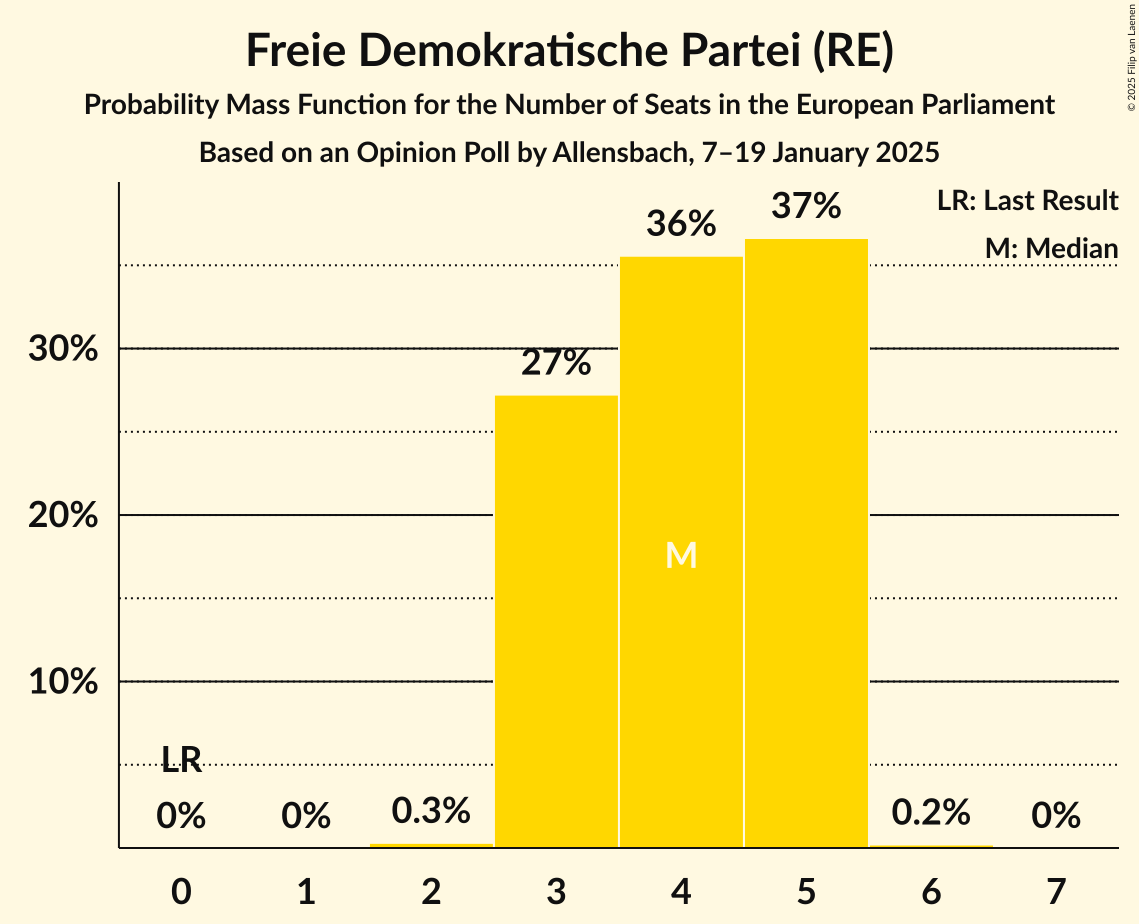 Freie Demokratische Partei (RE)
Probability Mass Function for the Number of Seats in the European Parliament
Based on an Opinion Poll by Allensbach, 7–19 January 2025
© 2025 Filip van Laenen
LR: Last Result
M: Median
37%
36%
30%
27%
20%
M
10%
LR
0%
0%
0.3%
0.2%
0%
0 1 2 3 4 5 6 7